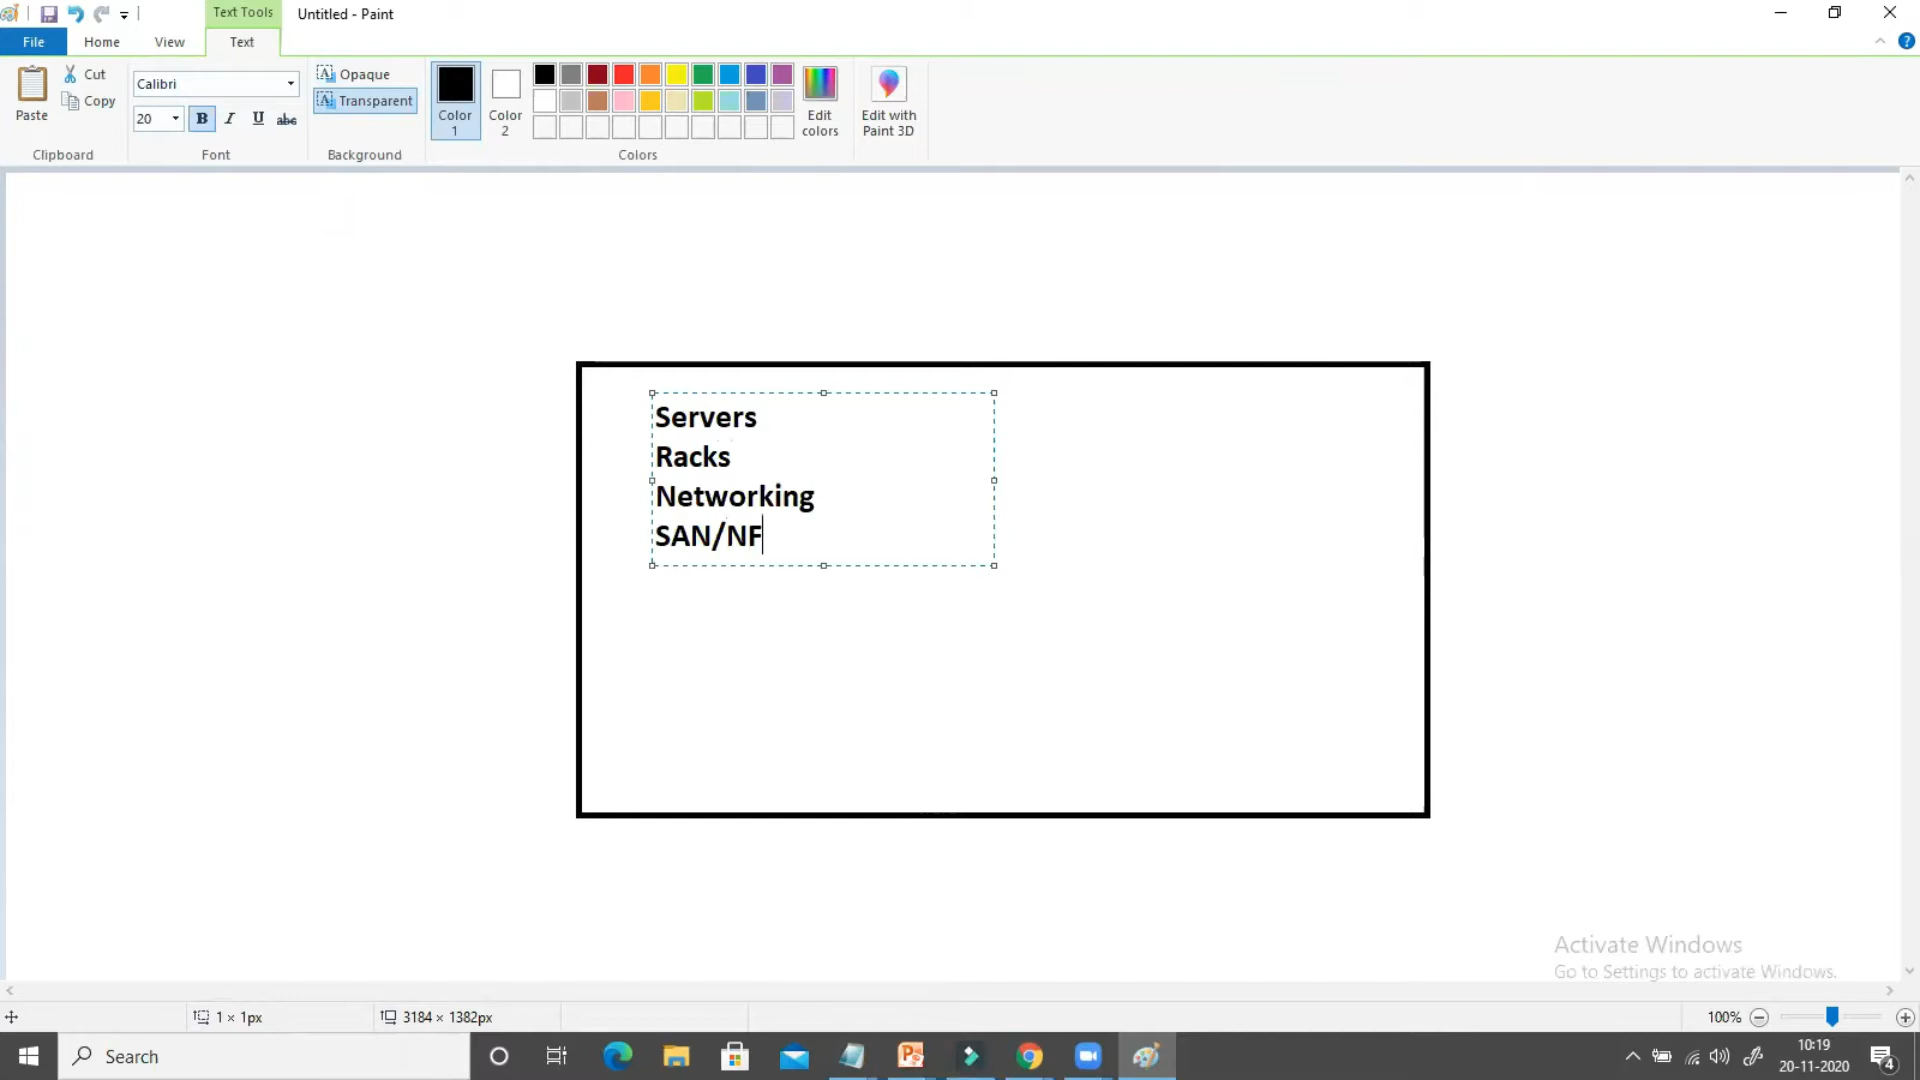 Text Tools
Untitled - Paint
File
Home
View
Text
Paste
Cut
Copy
Clipboard
Calibri
20
B
I
U
abc
Font
Opaque
Transparent
Background
Color
1
Color
2
Edit
colors
Colors
Edit with
Paint 3D
Servers
Racks
Networking
SAN/NF
Activate Windows
Go to Settings to activate Windows.
1 × 1px
3184 × 1382px
100%
Search
10:19
20-11-2020
4